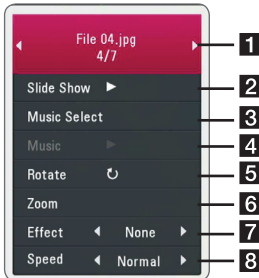 File 04.jpg 1
4/7
Slide Show 2
Music Select 3
Music 4
Rotate 5
Zoom 6
Effect None 7
Speed Normal 8